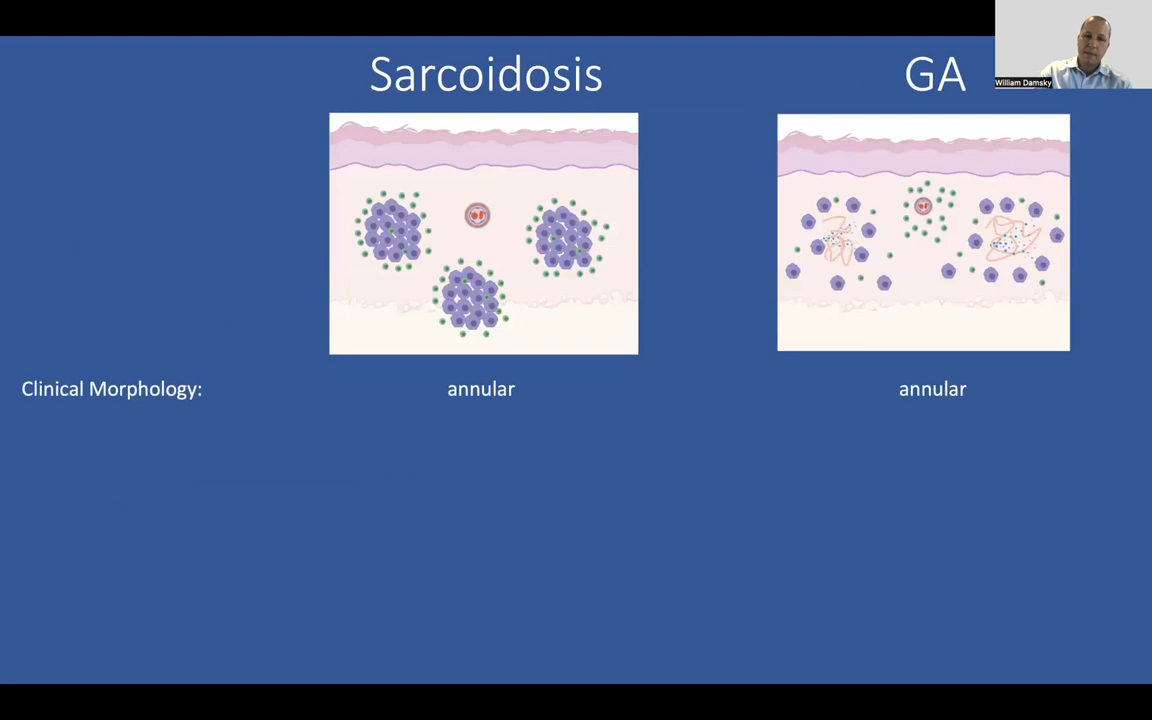 Sarcoidosis
GA
William Damsky
Clinical Morphology:
annular
annular